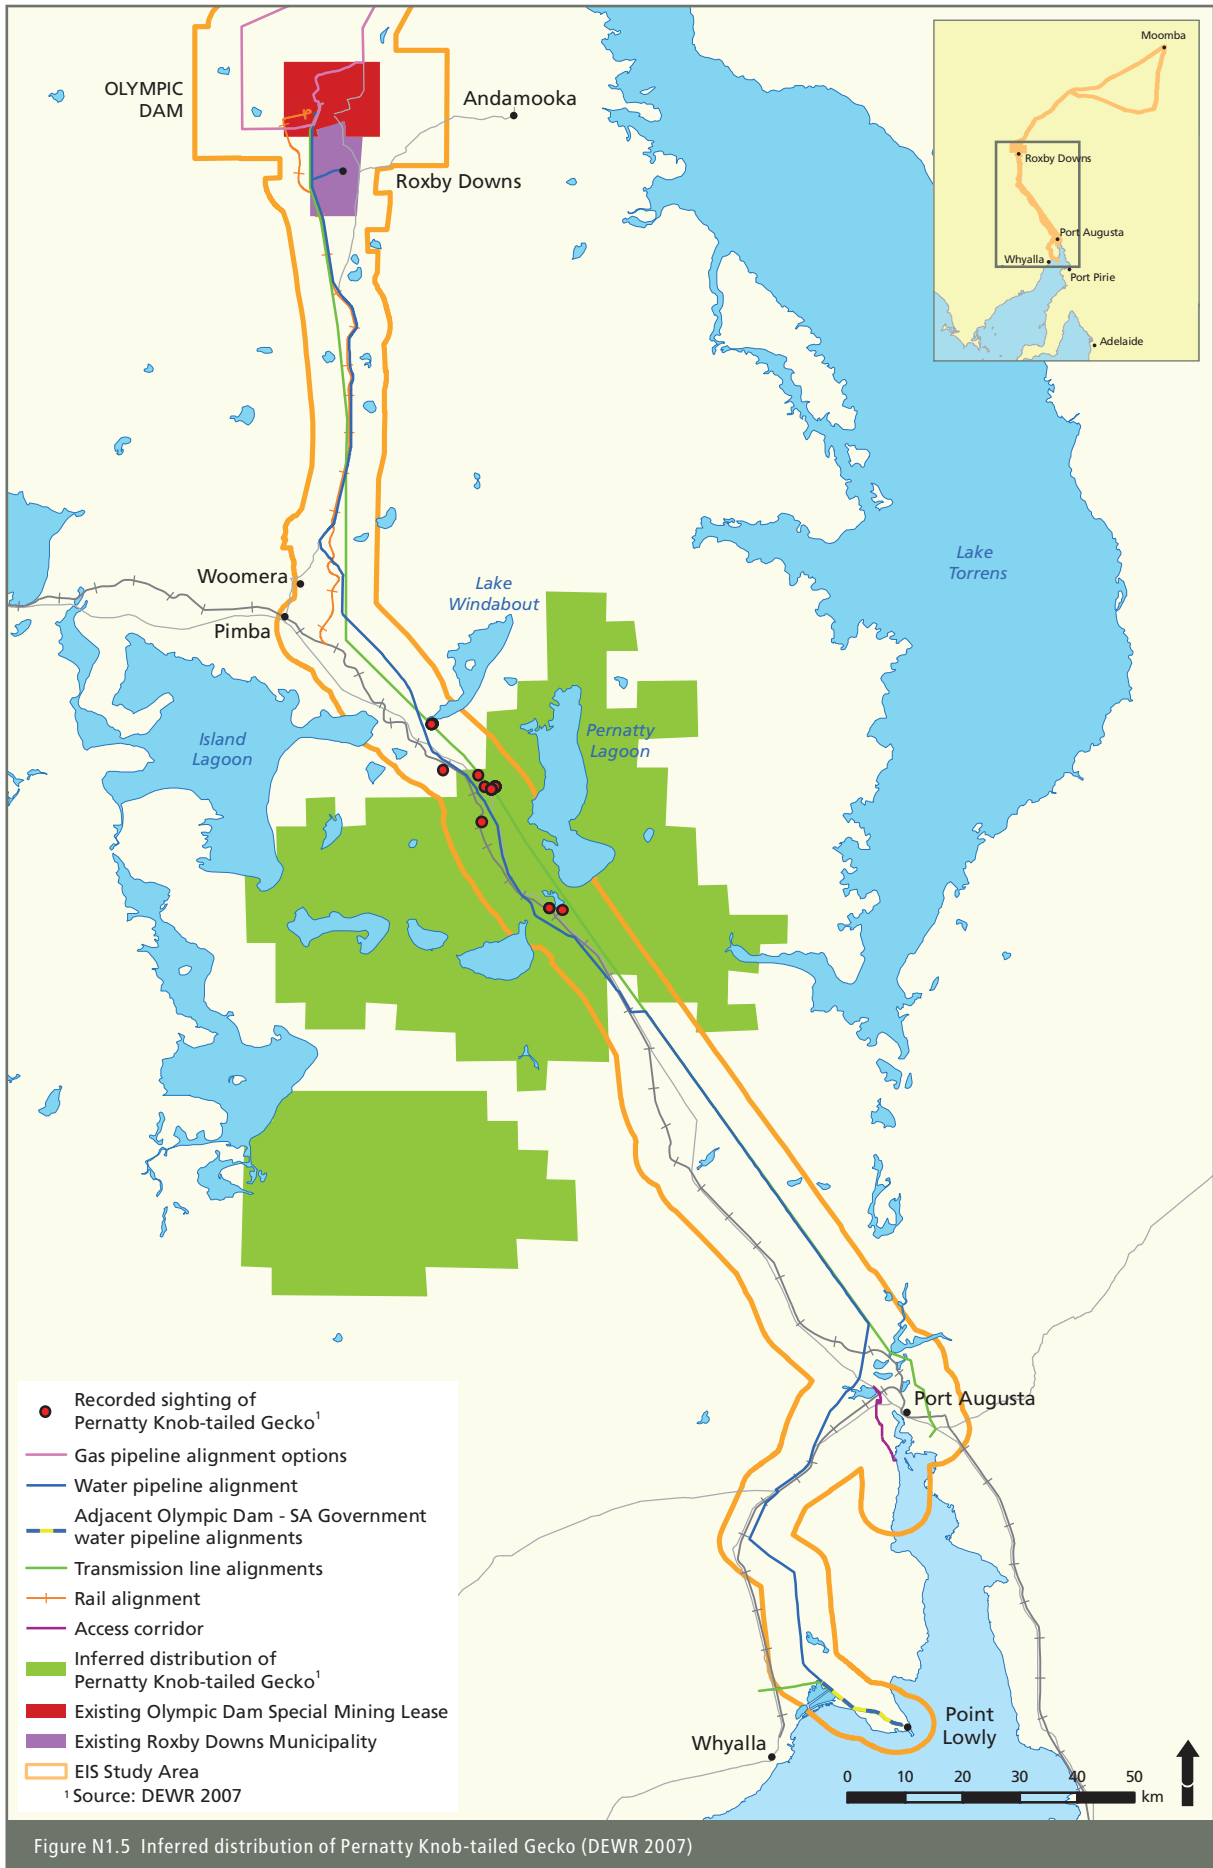 OLYMPIC
DAM
Andamooka
Roxby Downs
Moomba
Roxby Downs
Port Augusta
Whyalla
Port Pirie
Adelaide
Lake
Torrens
Woomera
Pimba
Lake
Windabout
Island
Lagoon
Pernatty
Lagoon
Port Augusta
Point
Lowly
Whyalla
0 10 20 30 40 50
km
Recorded sighting of
Pernatty Knob-tailed Gecko¹
Gas pipeline alignment options
Water pipeline alignment
Adjacent Olympic Dam - SA Government
water pipeline alignments
Transmission line alignments
Rail alignment
Access corridor
Inferred distribution of
Pernatty Knob-tailed Gecko¹
Existing Olympic Dam Special Mining Lease
Existing Roxby Downs Municipality
EIS Study Area
¹ Source: DEWR 2007
Figure N1.5 Inferred distribution of Pernatty Knob-tailed Gecko (DEWR 2007)